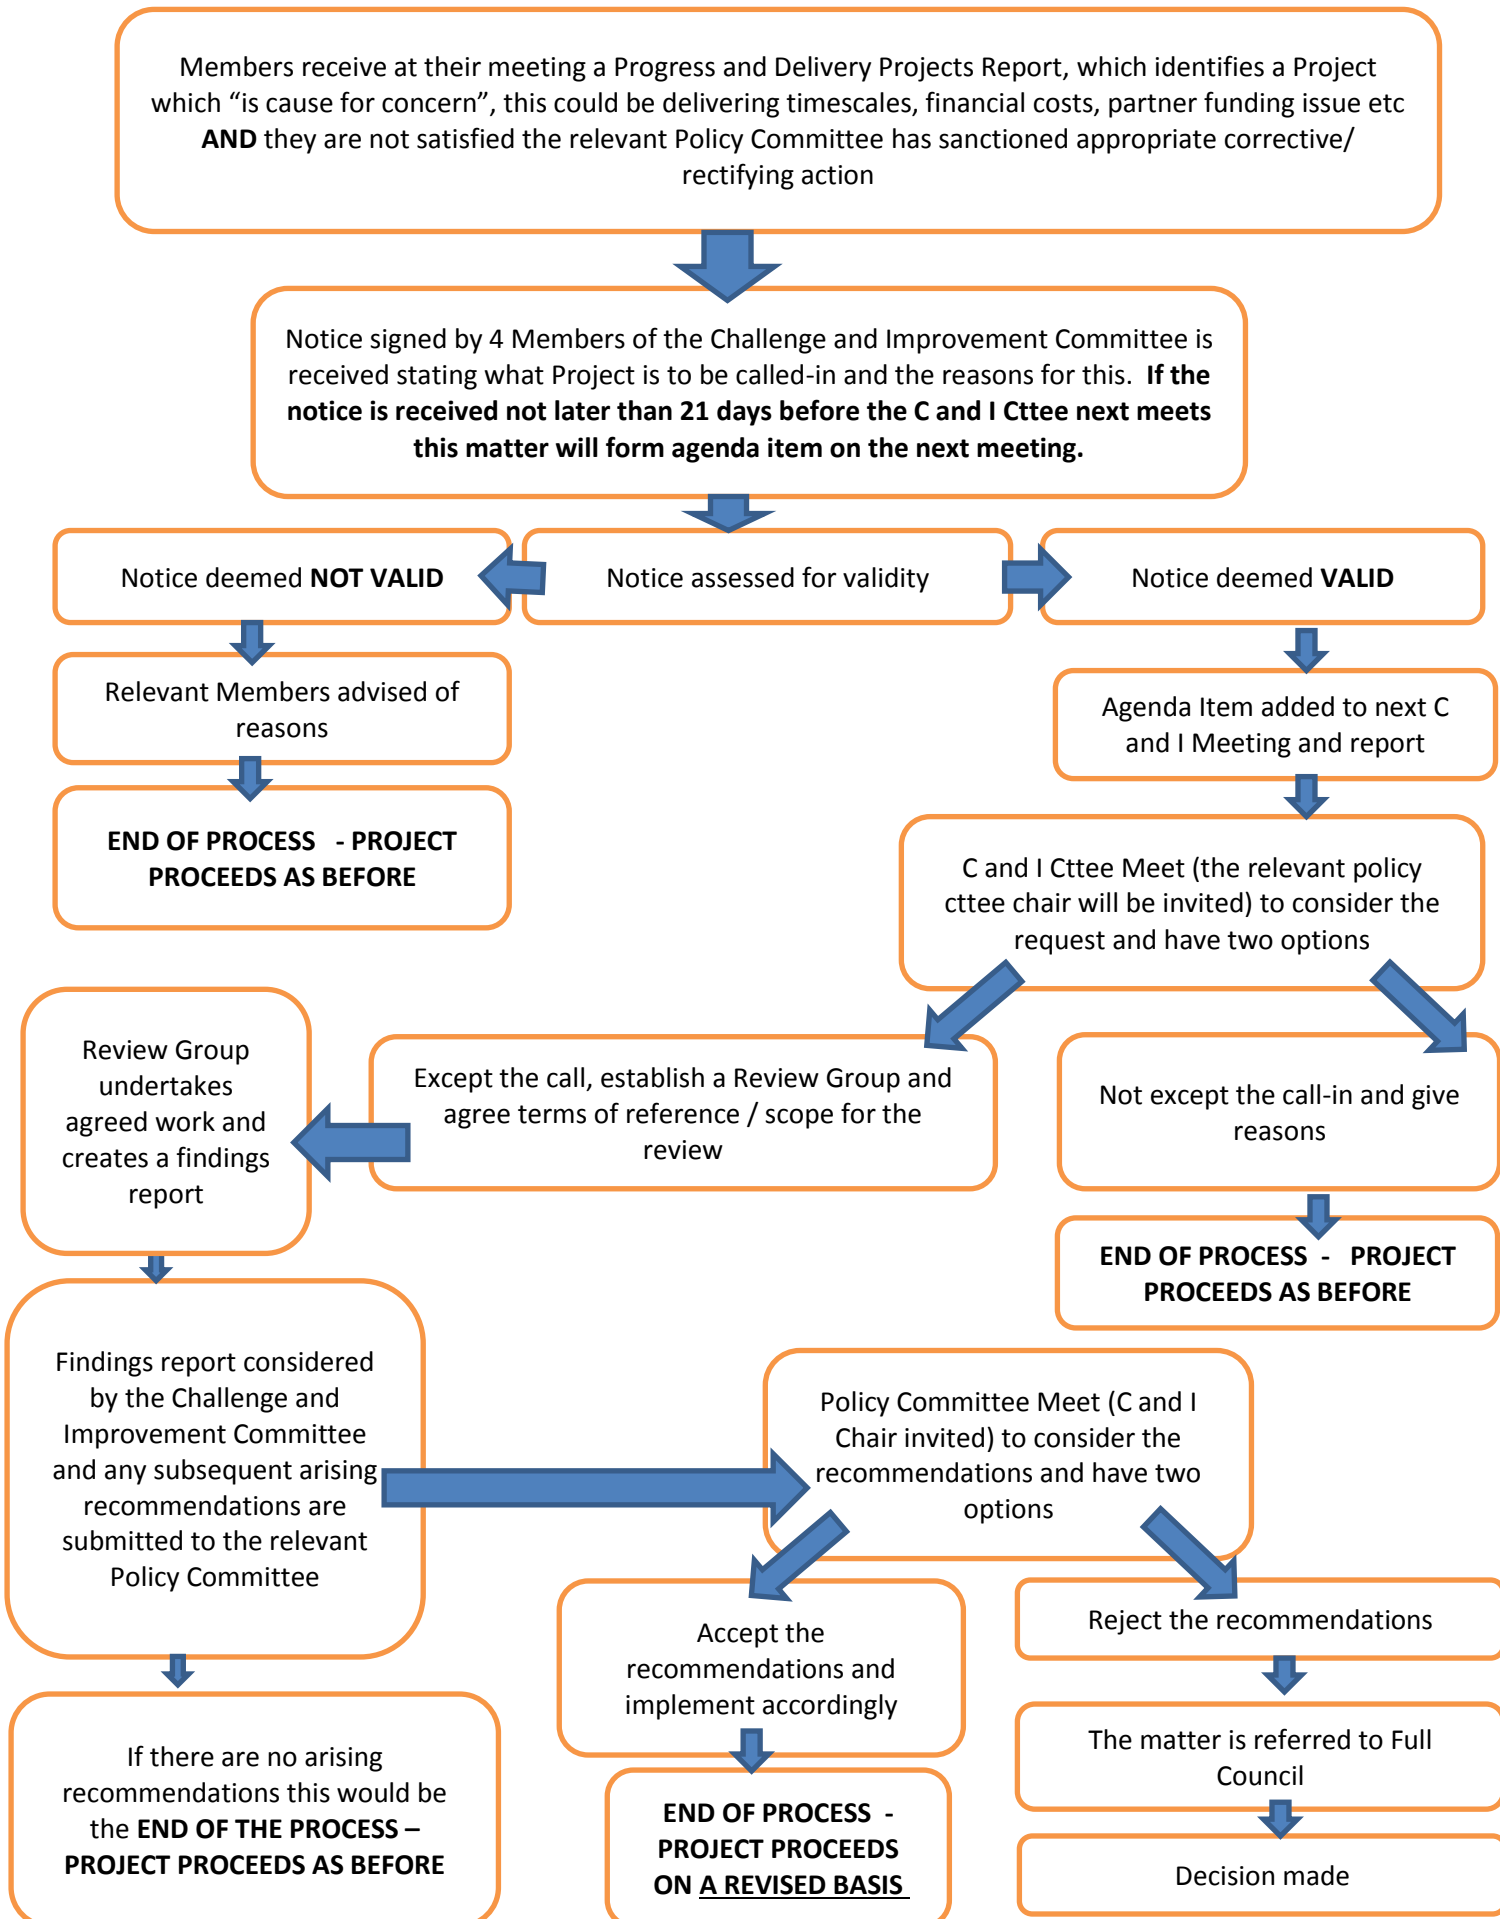 Members receive at their meeting a Progress and Delivery Projects Report, which identifies a Project
which “is cause for concern”, this could be delivering timescales, financial costs, partner funding issue etc
AND they are not satisfied the relevant Policy Committee has sanctioned appropriate corrective/
rectifying action
Notice signed by 4 Members of the Challenge and Improvement Committee is
received stating what Project is to be called-in and the reasons for this. If the
notice is received not later than 21 days before the C and I Cttee next meets
this matter will form agenda item on the next meeting.
Notice deemed NOT VALID
Notice assessed for validity
Notice deemed VALID
Relevant Members advised of
reasons
Agenda Item added to next C
and I Meeting and report
END OF PROCESS - PROJECT
PROCEEDS AS BEFORE
C and I Cttee Meet (the relevant policy
cttee chair will be invited) to consider the
request and have two options
Review Group
undertakes
agreed work and
creates a findings
report
Except the call, establish a Review Group and
agree terms of reference / scope for the
review
Not except the call-in and give
reasons
END OF PROCESS - PROJECT
PROCEEDS AS BEFORE
Findings report considered
by the Challenge and
Improvement Committee
and any subsequent arising
recommendations are
submitted to the relevant
Policy Committee
Policy Committee Meet (C and I
Chair invited) to consider the
recommendations and have two
options
Accept the
recommendations and
implement accordingly
Reject the recommendations
The matter is referred to Full
Council
If there are no arising
recommendations this would be
the END OF THE PROCESS –
PROJECT PROCEEDS AS BEFORE
END OF PROCESS -
PROJECT PROCEEDS
ON A REVISED BASIS
Decision made